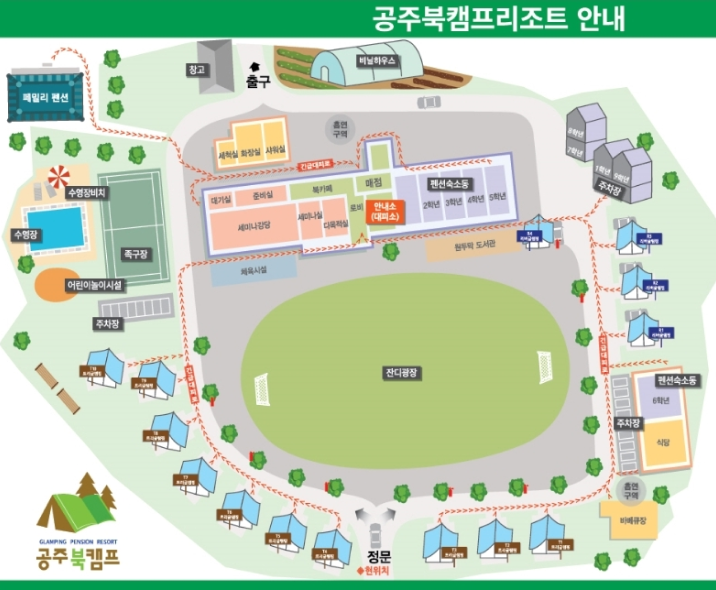 공주북캠프리조트 안내
창고
출구
비닐하우스
패밀리 펜션
흡연
구역
8학년
7학년
세척실
화장실
샤워실
긴급대피로
매점
펜션숙소동
대기실
준비실
북카페
로비
안내소
(대피소)
2학년
3학년
4학년
5학년
주차장
수영장비치
세미나강당
세미나실
다목적실
수영장
족구장
체육시설
원두막 도서관
어린이놀이시설
주차장
긴급대피로
긴급대피로
잔디광장
펜션숙소동
6학년
주차장
식당
흡연
구역
바베큐장
GLAMPING PENSION RESORT
공주북캠프
정문
현위치